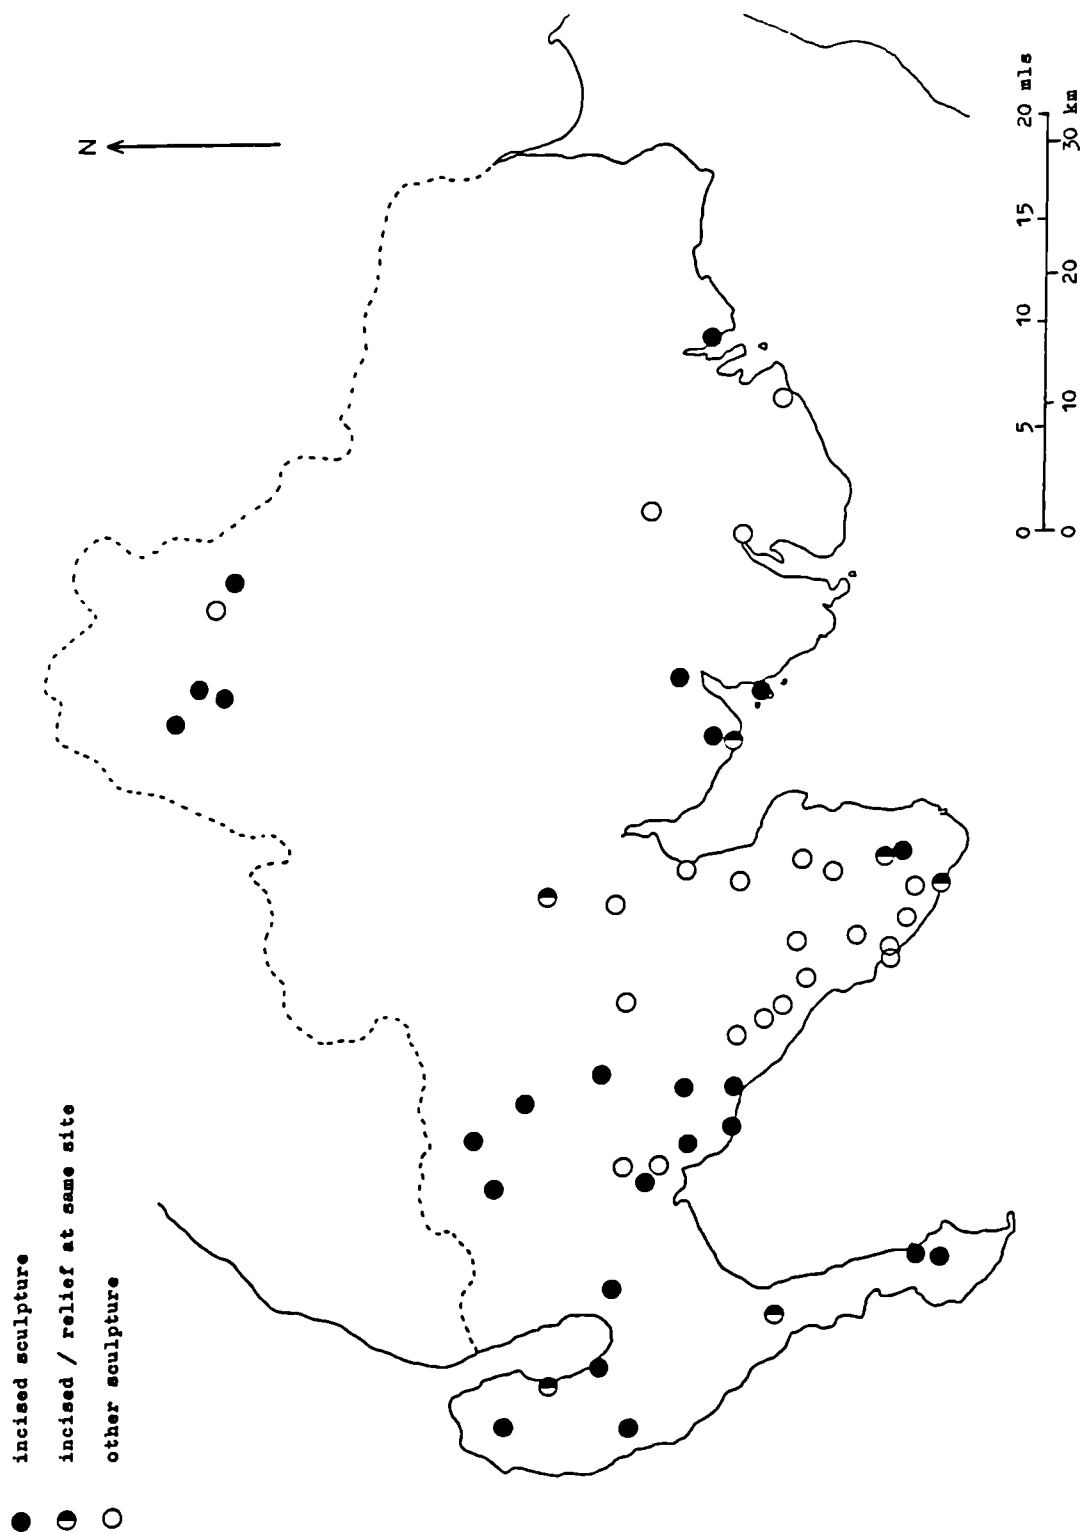 incised sculpture
incised / relief at same site
other sculpture
N
0 5 10 15 20 mls
0 10 20 30 km